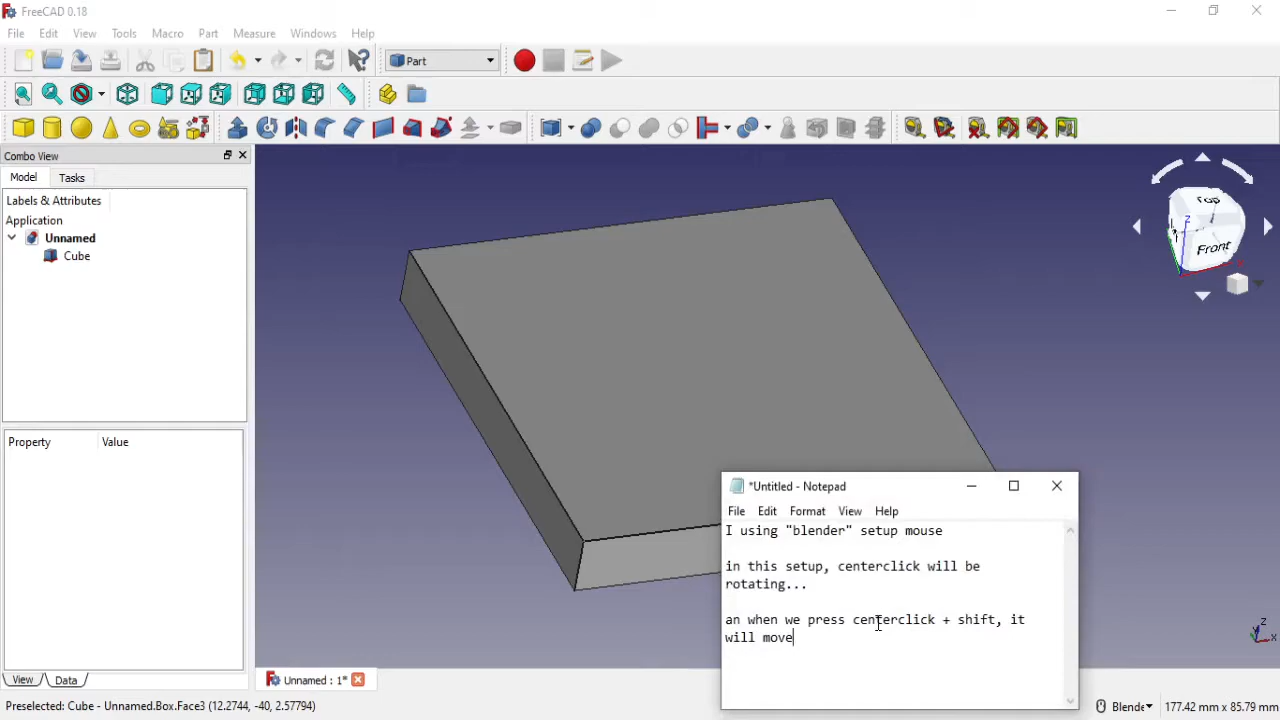 FreeCAD 0.18
File Edit View Tools Macro Part Measure Windows Help
Part
Combo View
Model Tasks
Labels & Attributes
Application
Unnamed
Cube
Property Value
View Data
Top
Front
Z
Z
X
*Untitled - Notepad
File Edit Format View Help
I using "blender" setup mouse
in this setup, centerclick will be
rotating...
an when we press centerclick + shift, it
will move
Unnamed : 1*
Preselected: Cube - Unnamed.Box.Face3 (12.2744, -40, 2.57794)
Blende
177.42 mm x 85.79 mm